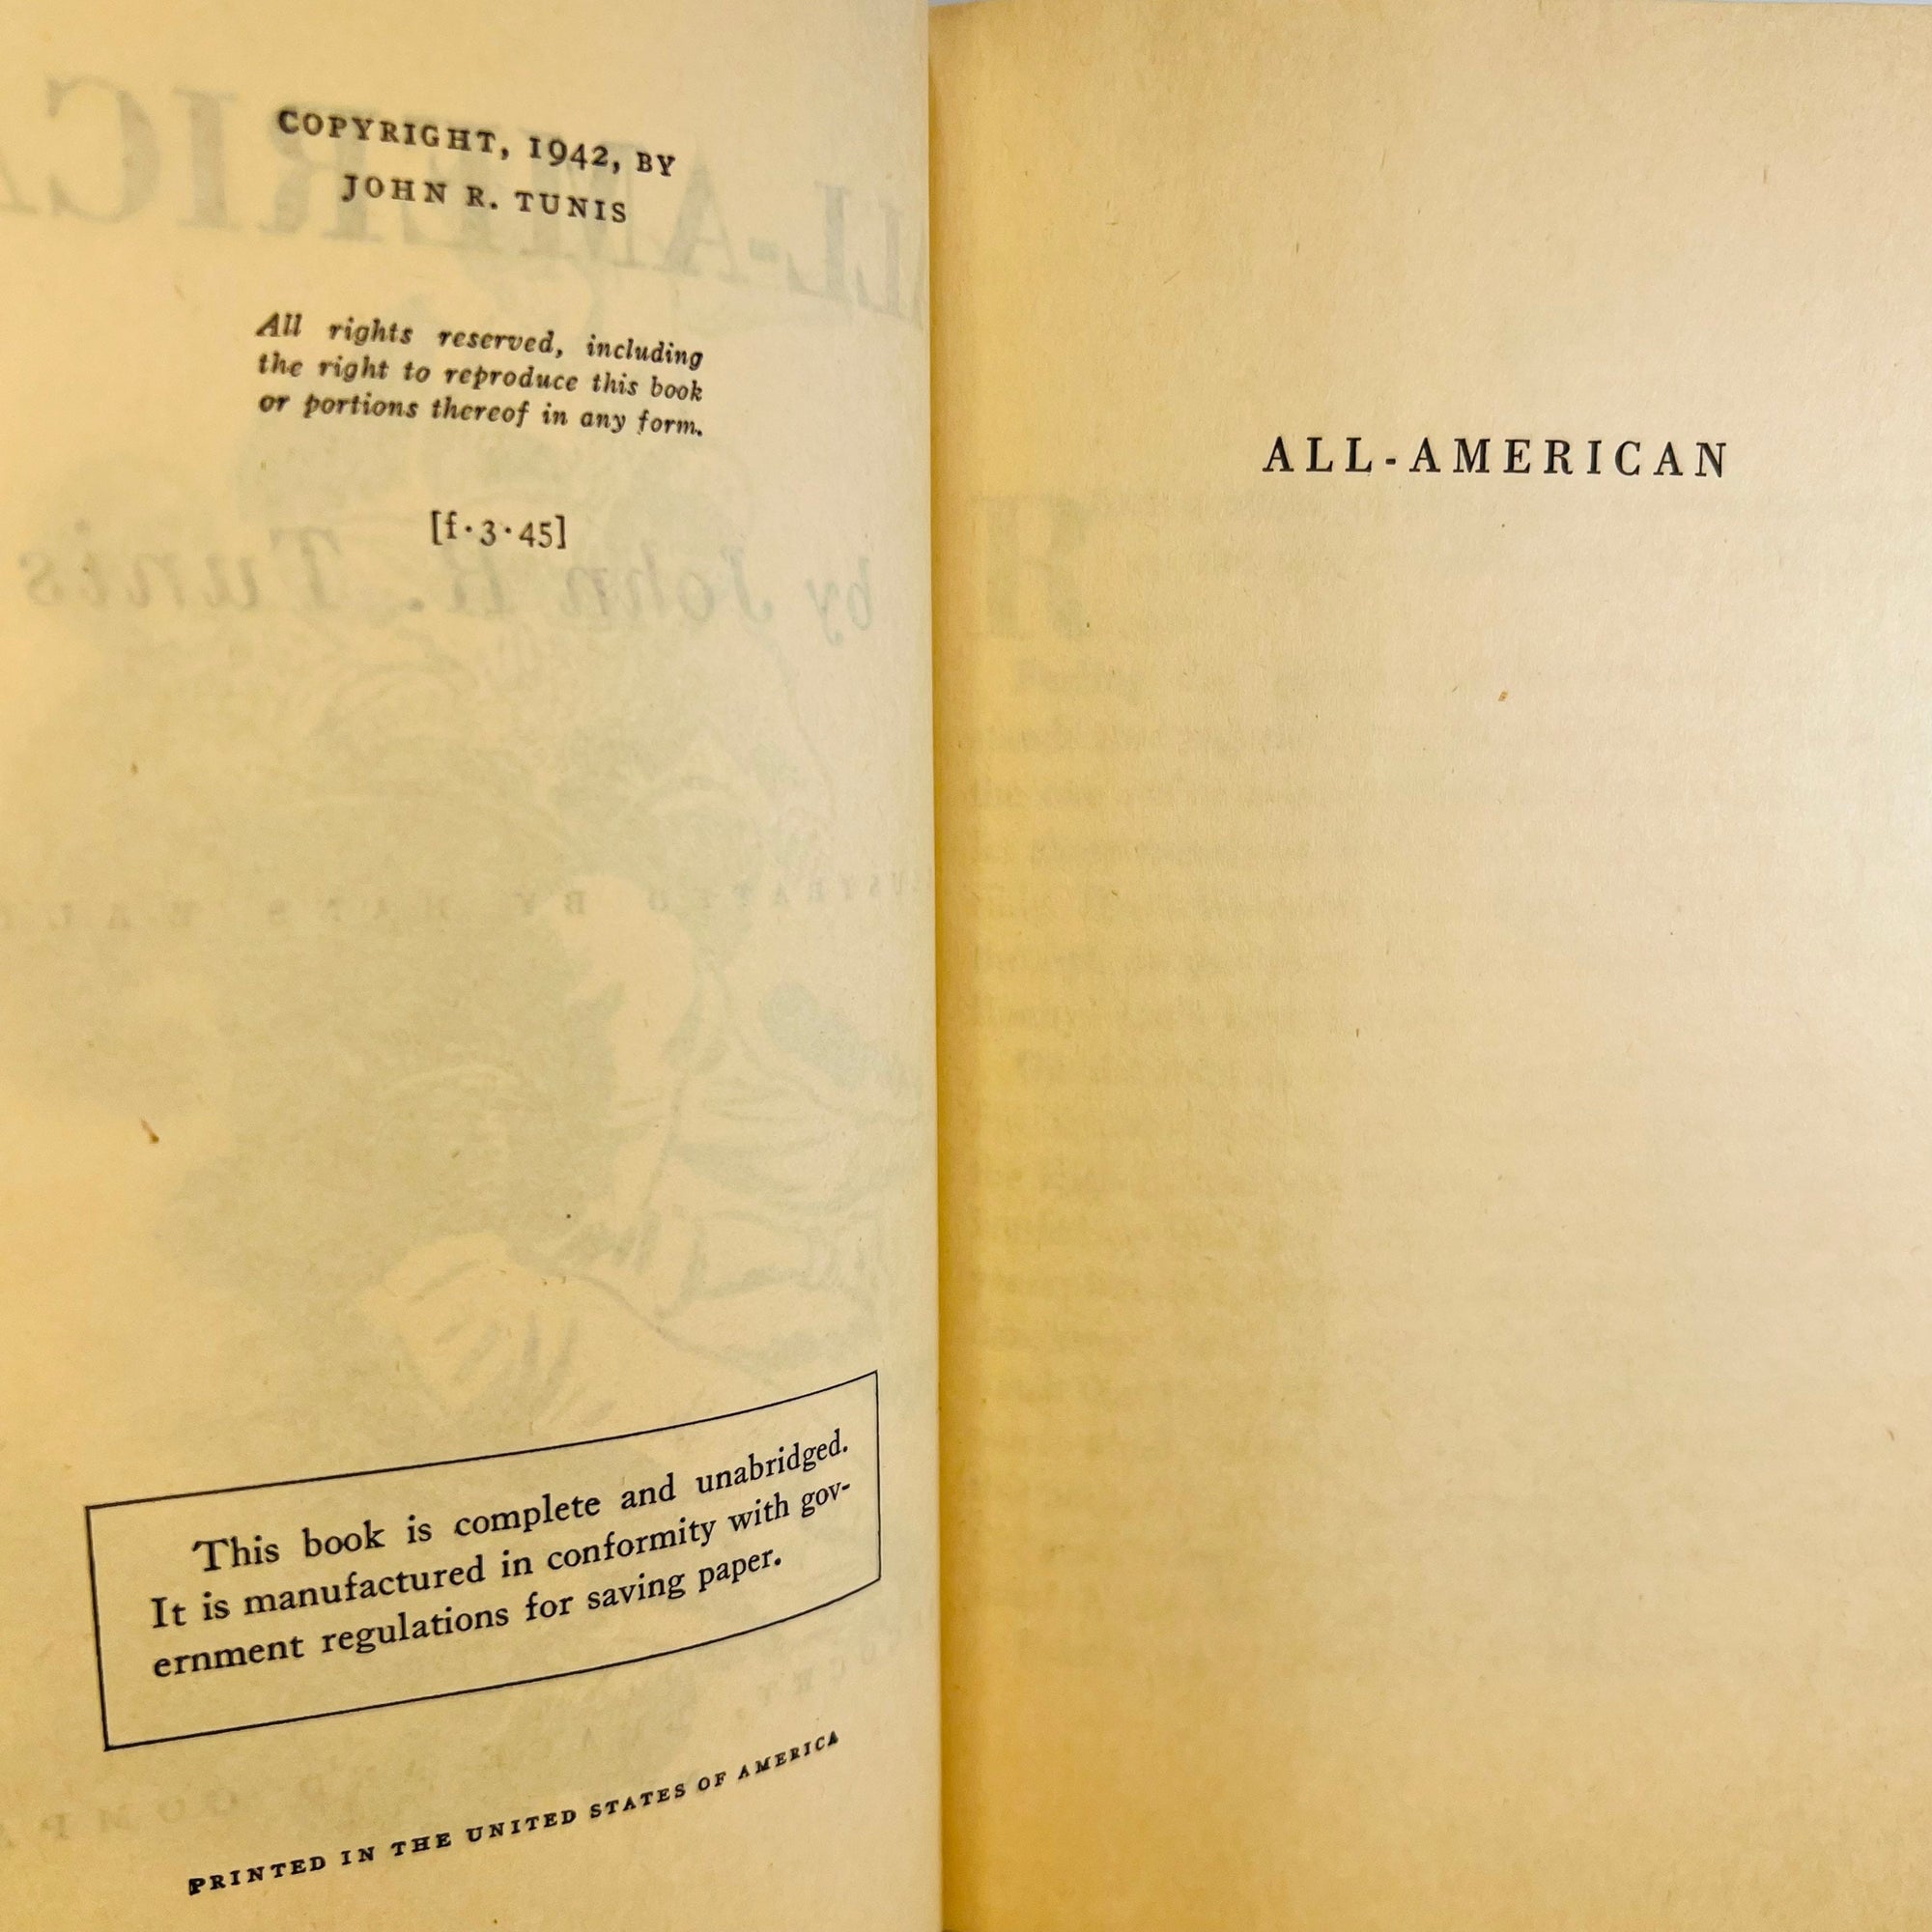 COPYRIGHT, 1942, BY
JOHN R. TUNIS
All rights reserved, including
the right to reproduce this book
or portions thereof in any form.
[f·3·45]
This book is complete and unabridged.
It is manufactured in conformity with gov-
ernment regulations for saving paper.
PRINTED IN THE UNITED STATES OF AMERICA
ALL-AMERICAN